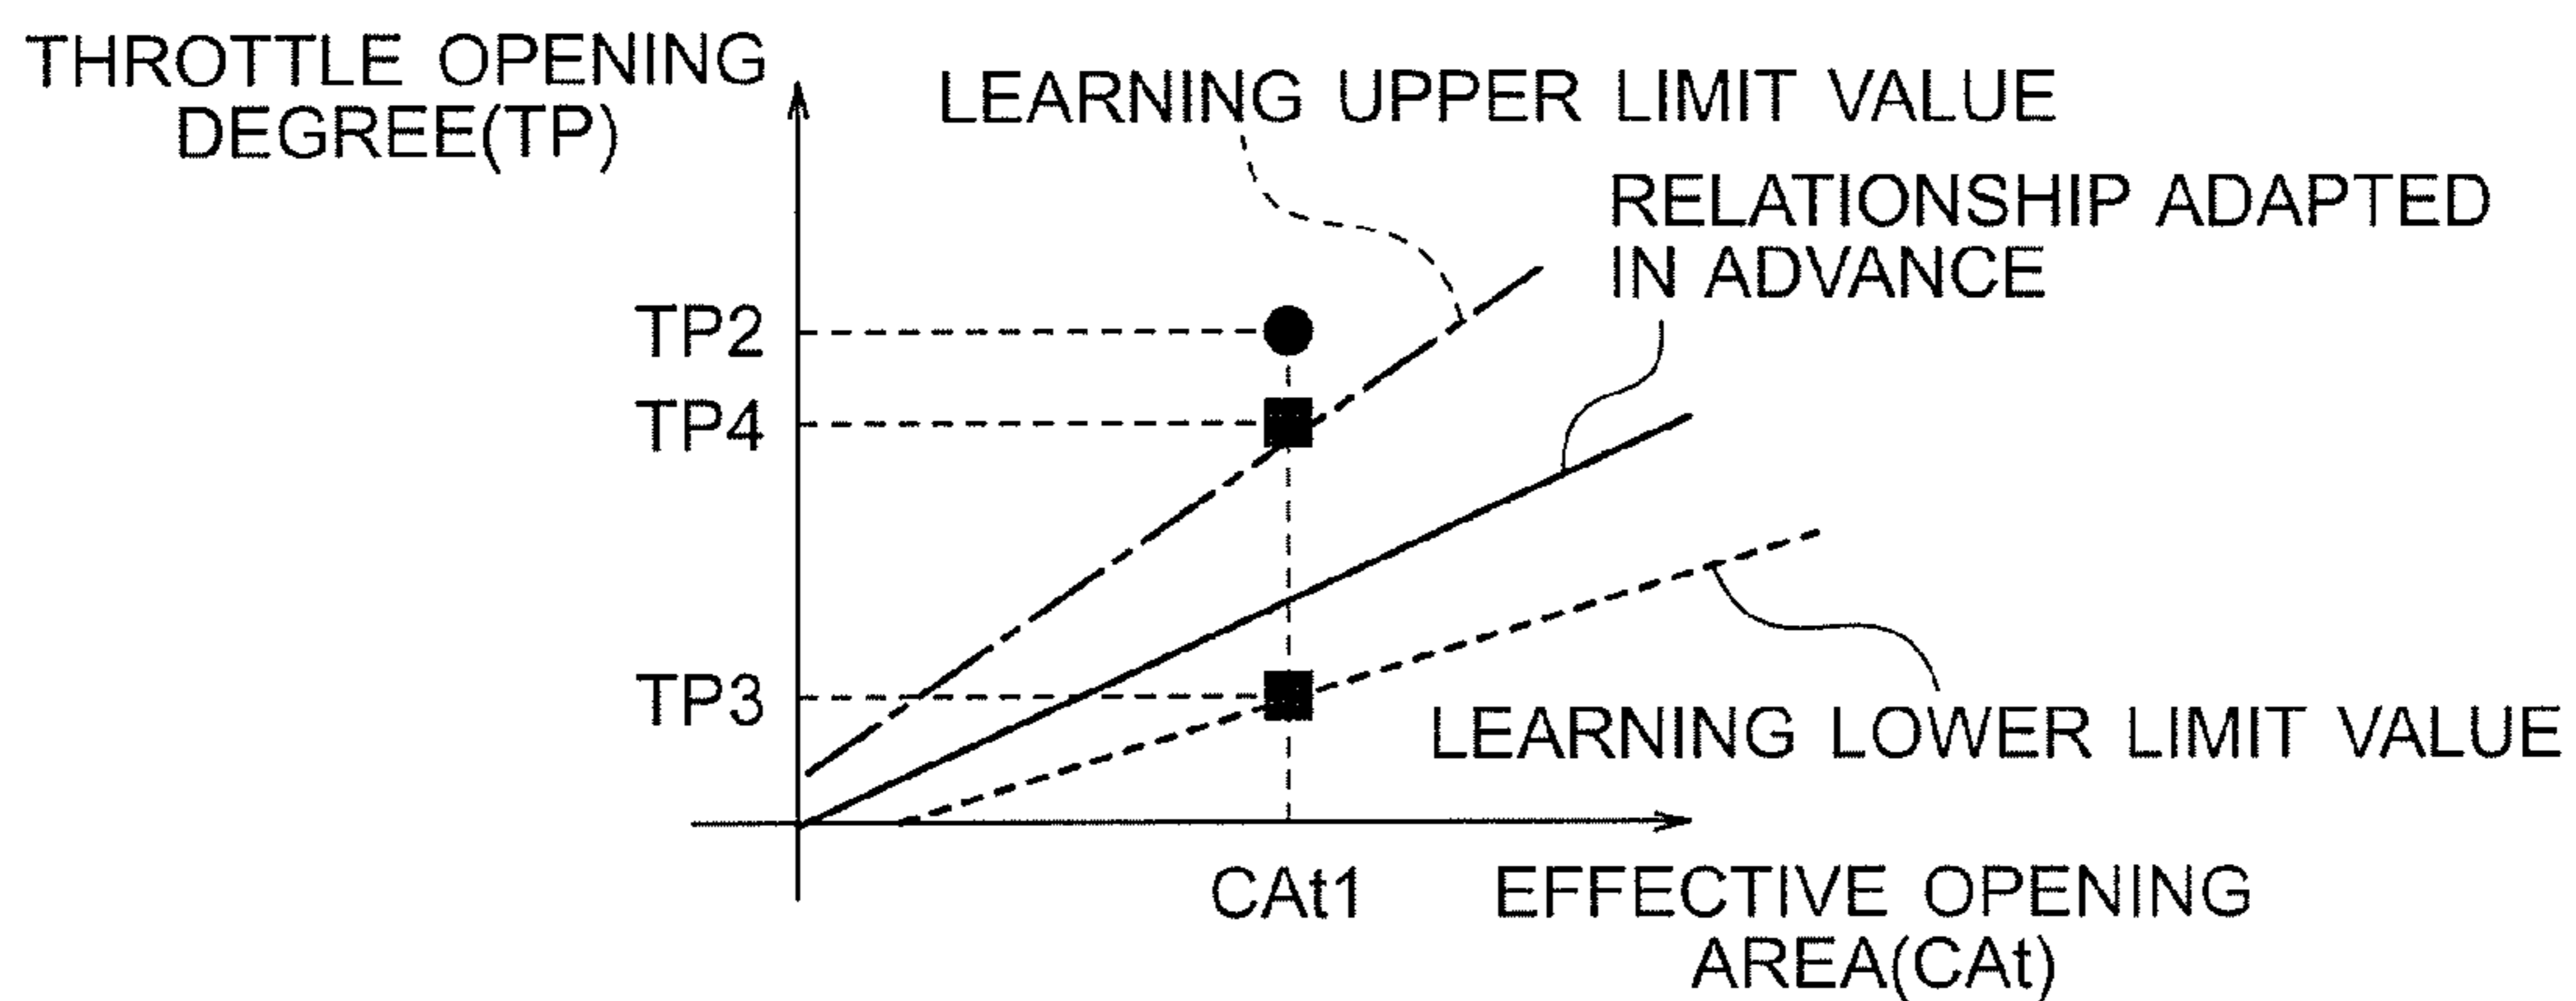 THROTTLE OPENING
DEGREE(TP)
LEARNING UPPER LIMIT VALUE
RELATIONSHIP ADAPTED
IN ADVANCE
TP2
TP4
TP3
LEARNING LOWER LIMIT VALUE
CAt1
EFFECTIVE OPENING
AREA(CAt)